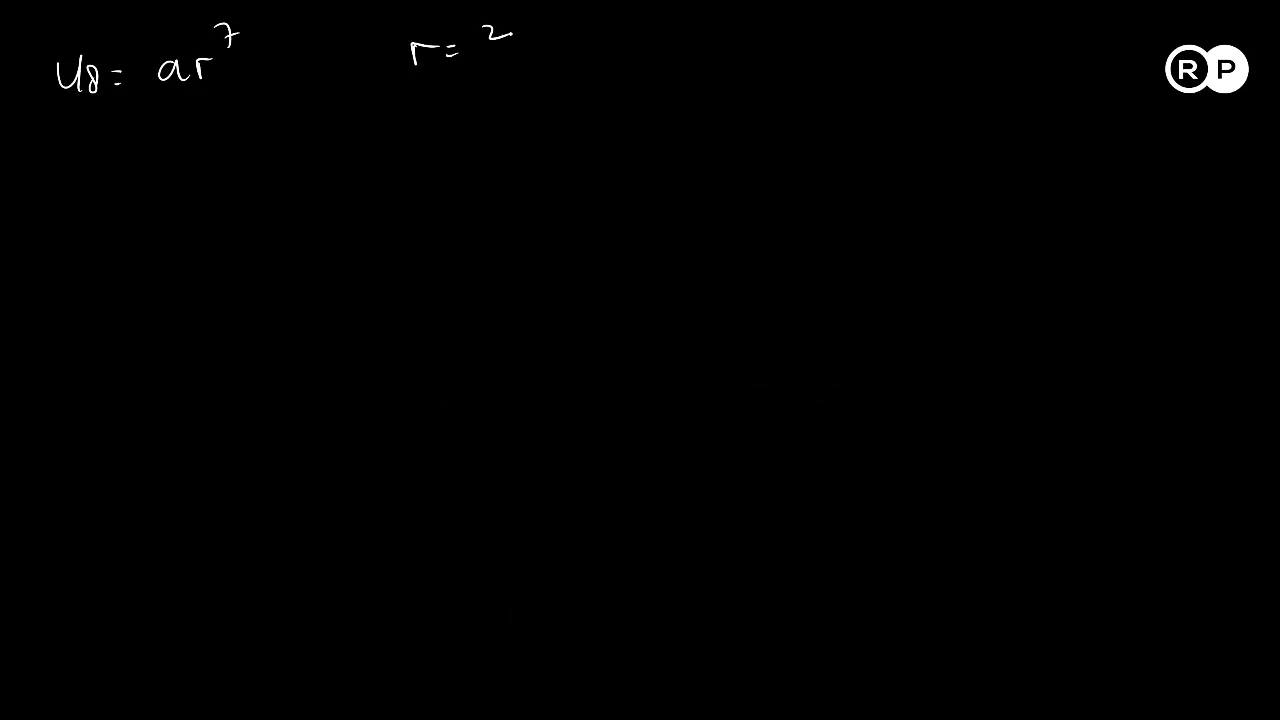 U8 = ar^7 r = 2
RP